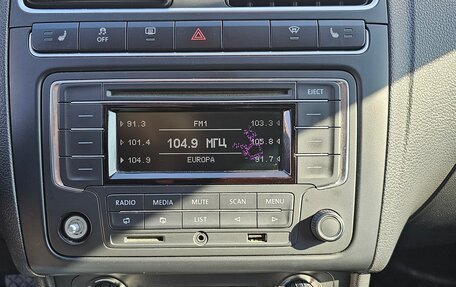 OFF
EJECT
91.3 FM1 103.3
101.4 104.9 МГЦ 105.8
104.9 EUROPA 91.7
RADIO MEDIA MUTE SCAN MENU
LIST